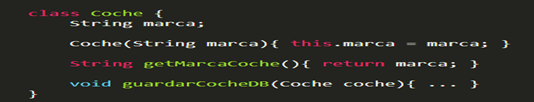 class Coche {
String marca;
Coche(String marca){ this.marca = marca; }
String getMarcaCoche(){ return marca; }
void guardarCocheDB(Coche coche){ ... }
}